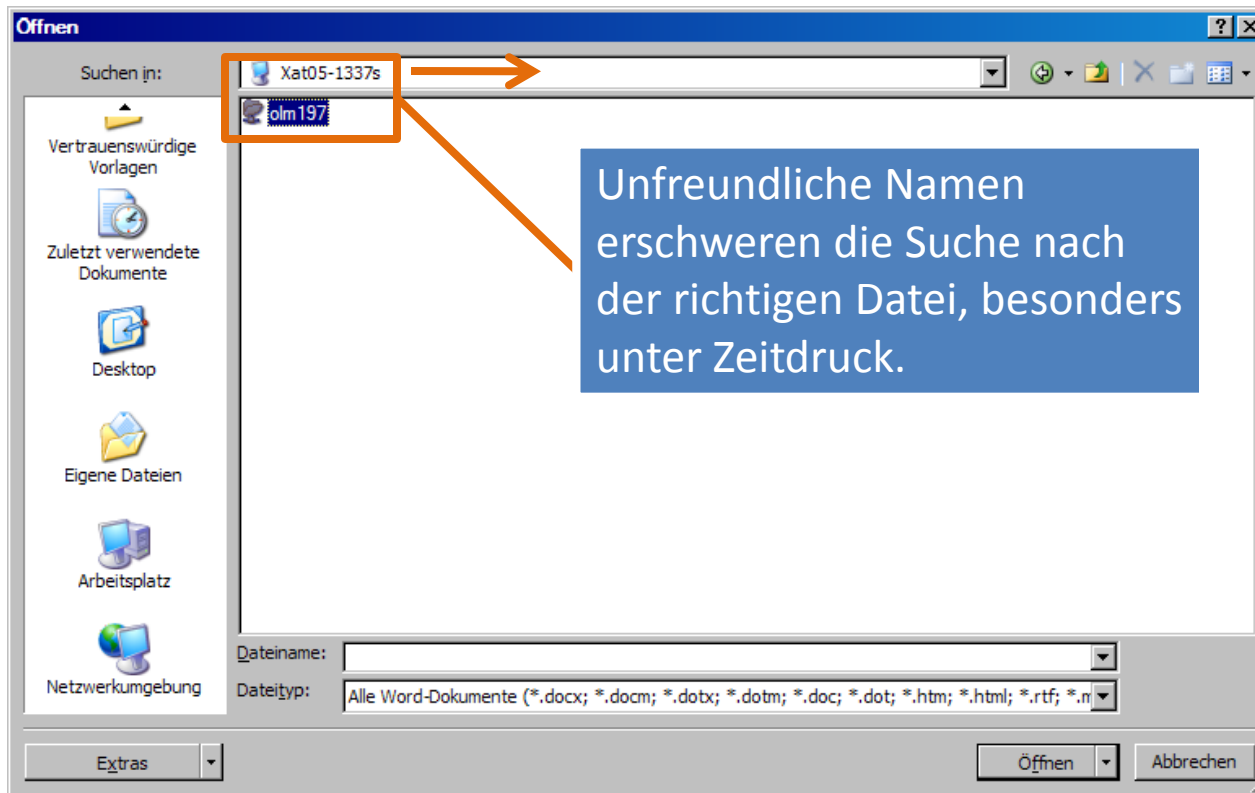 Öffnen
Suchen in:
Xat05-1337s
olm197
Vertrauenswürdige
Vorlagen
Zuletzt verwendete
Dokumente
Desktop
Eigene Dateien
Arbeitsplatz
Netzwerkumgebung
Unfreundliche Namen
erschweren die Suche nach
der richtigen Datei, besonders
unter Zeitdruck.
Dateiname:
Dateityp:
Alle Word-Dokumente (*.docx; *.docm; *.dotx; *.dotm; *.doc; *.dot; *.htm; *.html; *.rtf;
Extras
Öffnen
Abbrechen